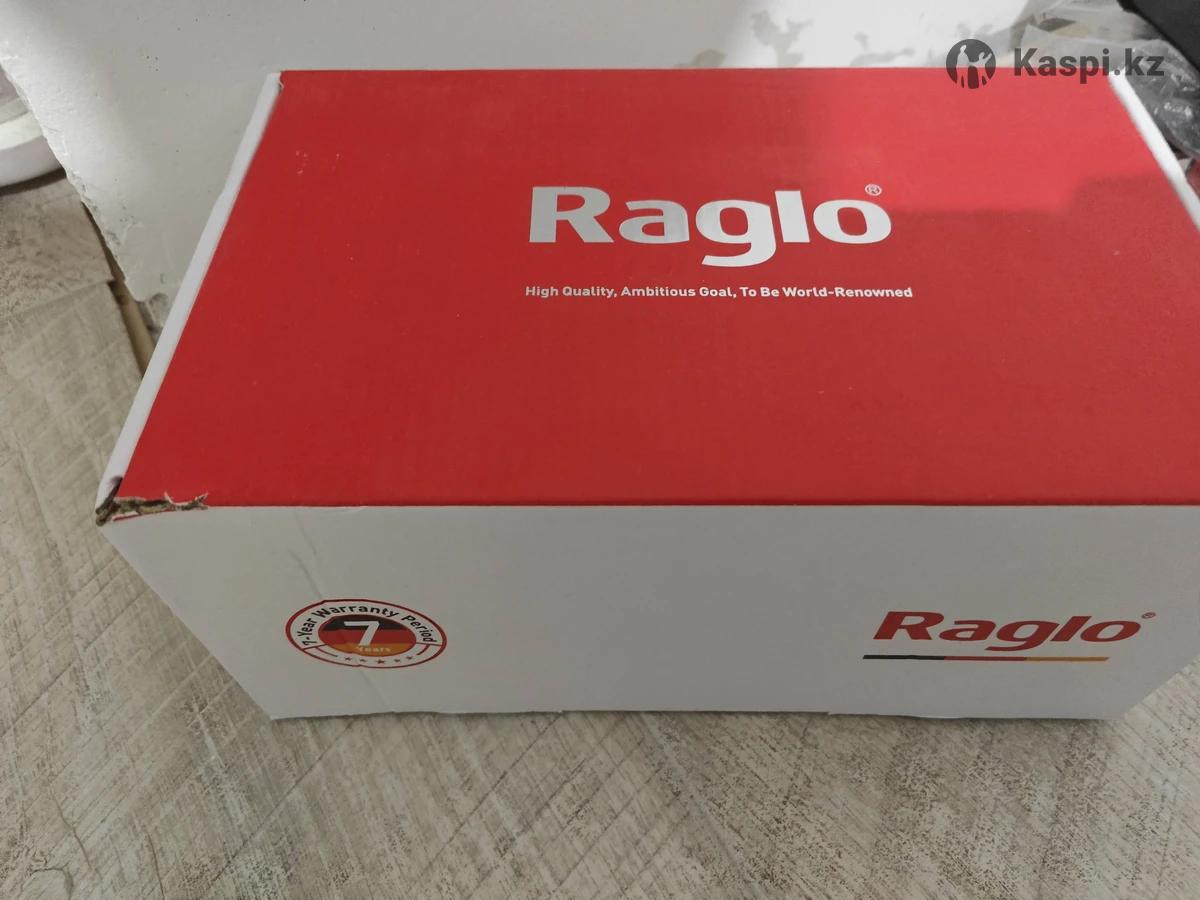 Kaspi.kz
Raglo®
High Quality, Ambitious Goal, To Be World-Renowned
7-Year Warranty Period
7
Years
Raglo®